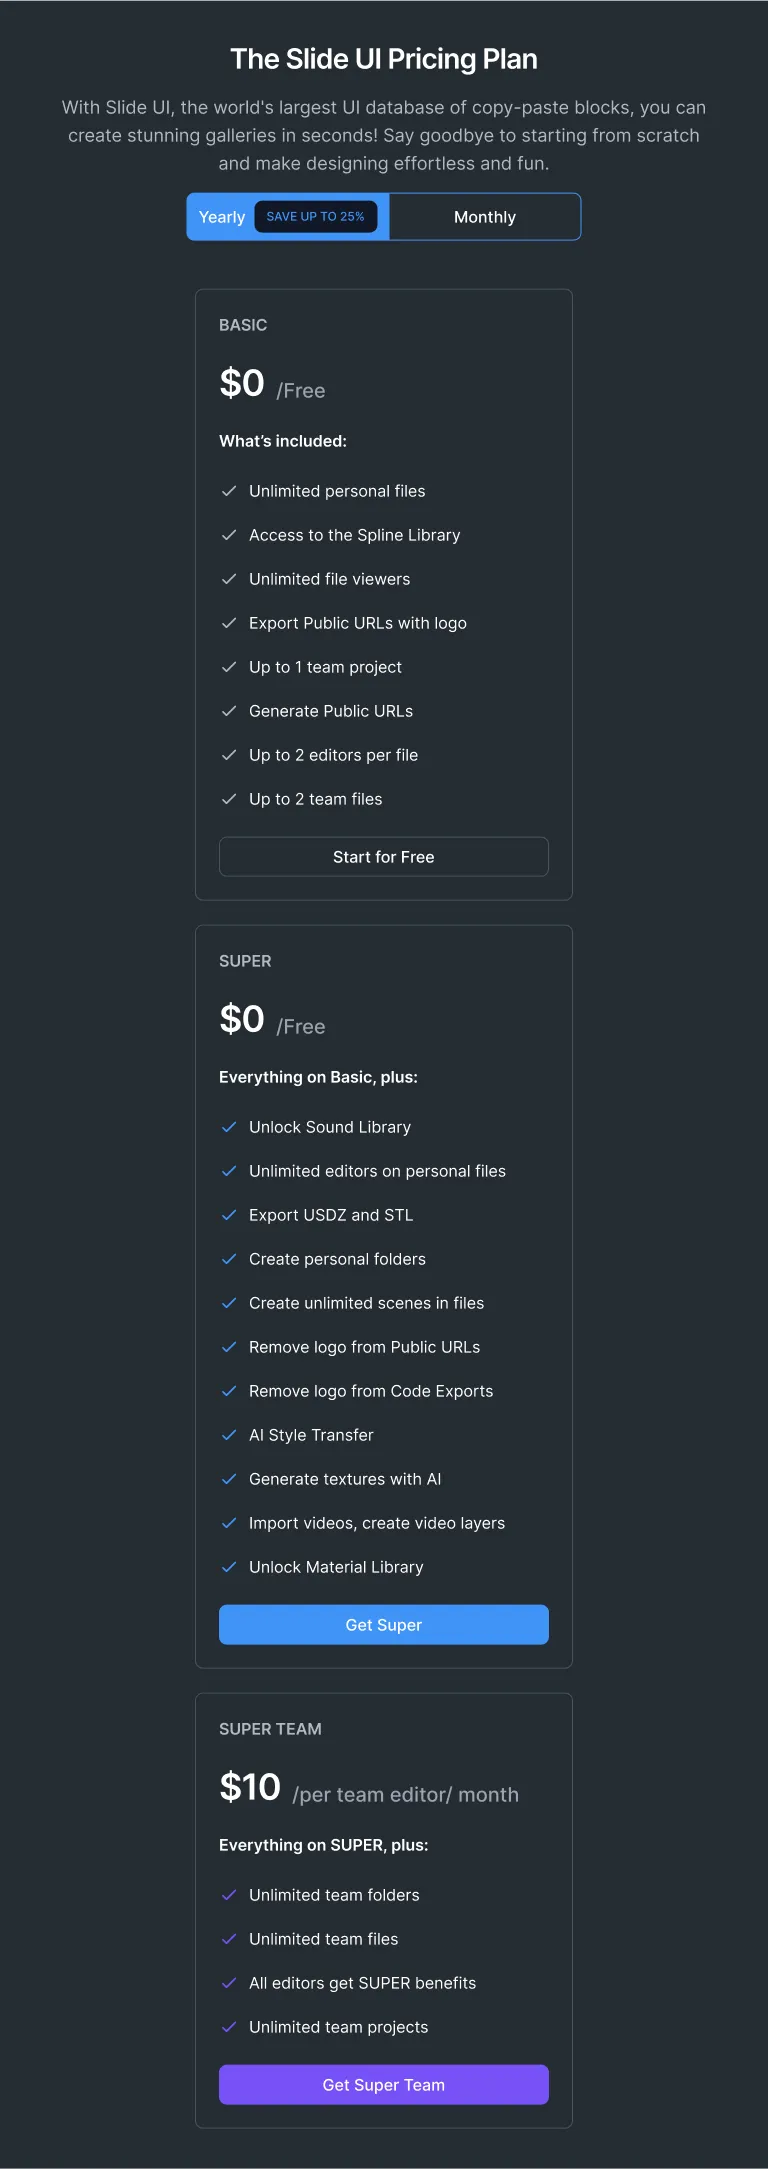 The Slide UI Pricing Plan
With Slide UI, the world's largest UI database of copy-paste blocks, you can
create stunning galleries in seconds! Say goodbye to starting from scratch
and make designing effortless and fun.
Yearly SAVE UP TO 25% Monthly
BASIC
$0 /Free
What’s included:
Unlimited personal files
Access to the Spline Library
Unlimited file viewers
Export Public URLs with logo
Up to 1 team project
Generate Public URLs
Up to 2 editors per file
Up to 2 team files
Start for Free
SUPER
$0 /Free
Everything on Basic, plus:
Unlock Sound Library
Unlimited editors on personal files
Export USDZ and STL
Create personal folders
Create unlimited scenes in files
Remove logo from Public URLs
Remove logo from Code Exports
AI Style Transfer
Generate textures with AI
Import videos, create video layers
Unlock Material Library
Get Super
SUPER TEAM
$10 /per team editor/ month
Everything on SUPER, plus:
Unlimited team folders
Unlimited team files
All editors get SUPER benefits
Unlimited team projects
Get Super Team